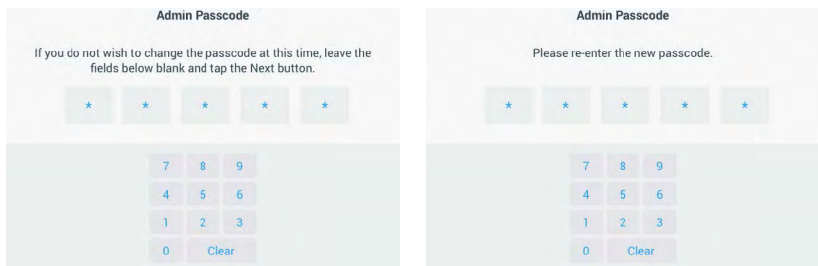 Admin Passcode
If you do not wish to change the passcode at this time, leave the
fields below blank and tap the Next button.
* * * * *
7 8 9
4 5 6
1 2 3
0 Clear
Admin Passcode
Please re-enter the new passcode.
* * * * *
7 8 9
4 5 6
1 2 3
0 Clear